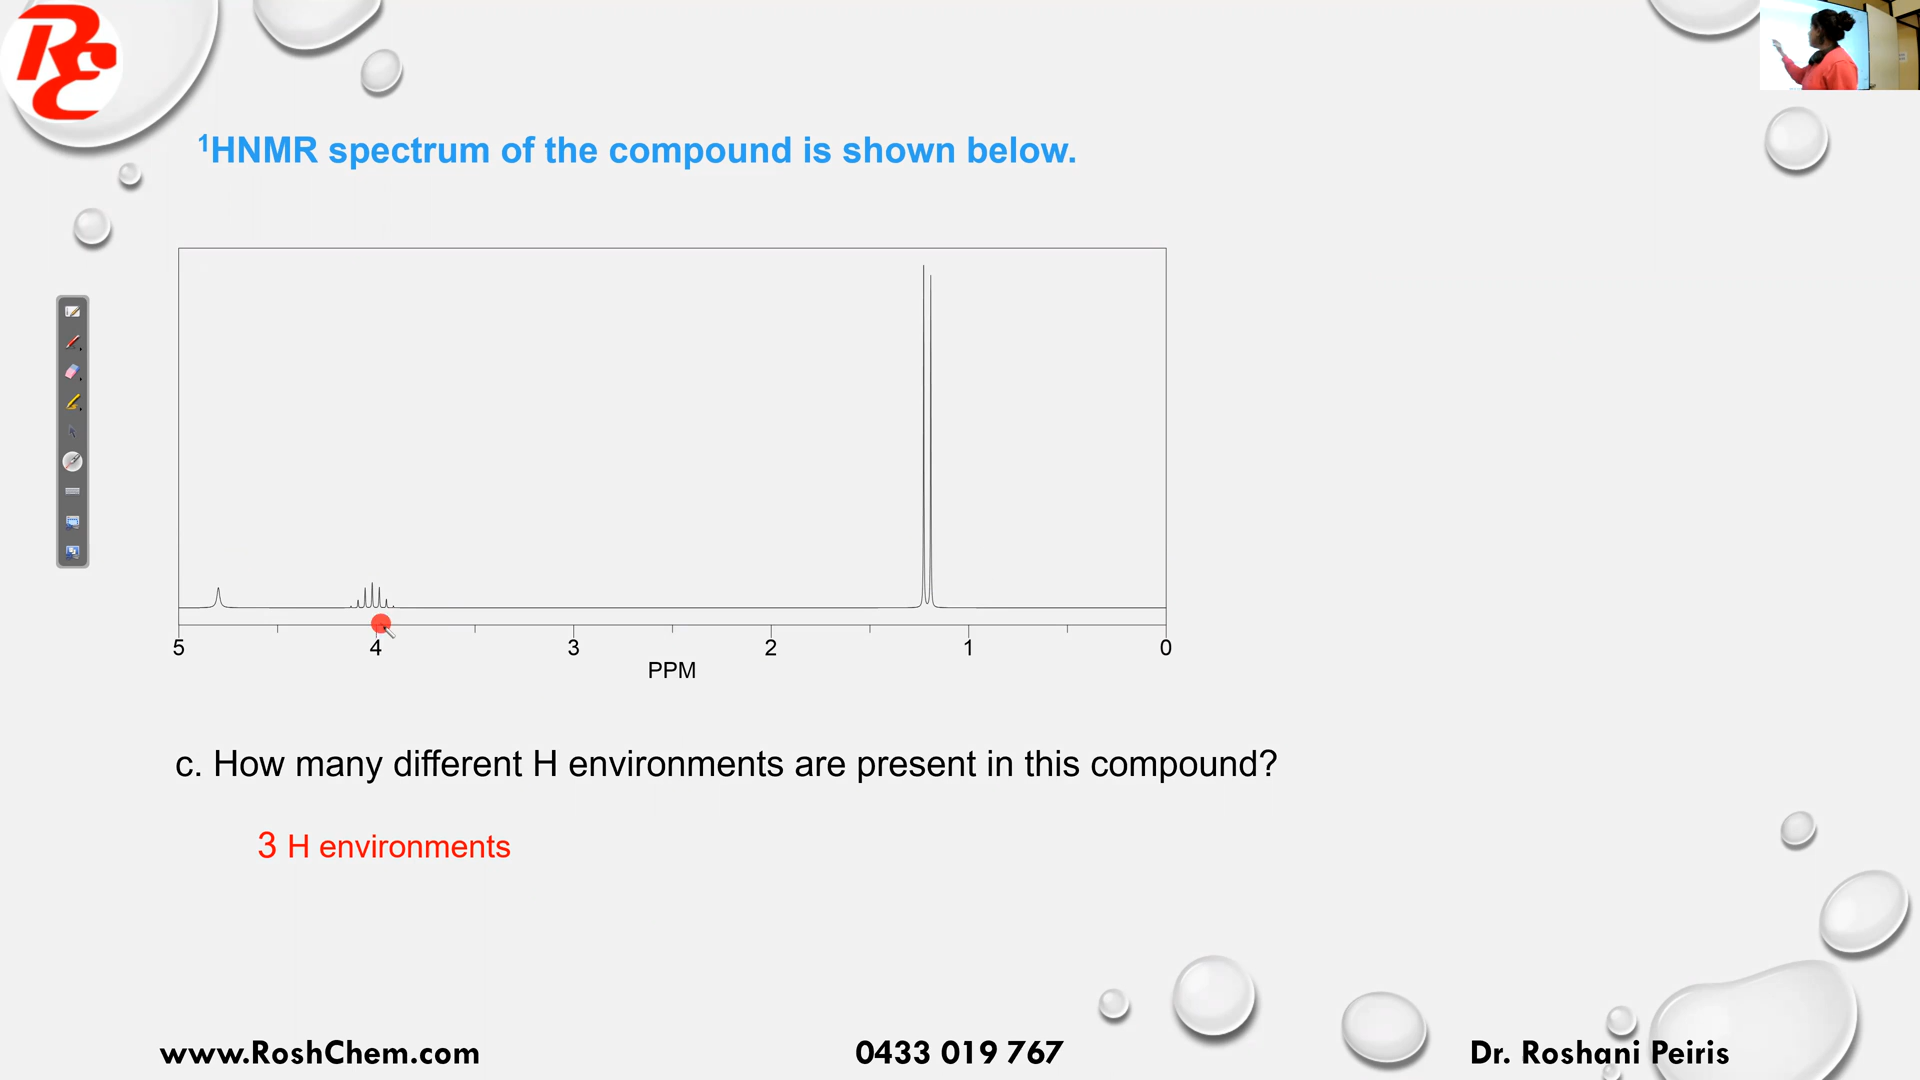 RC
¹HNMR spectrum of the compound is shown below.
5 4 3 2 1 0
PPM
c. How many different H environments are present in this compound?
3 H environments
www.RoshChem.com 0433 019 767 Dr. Roshani Peiris